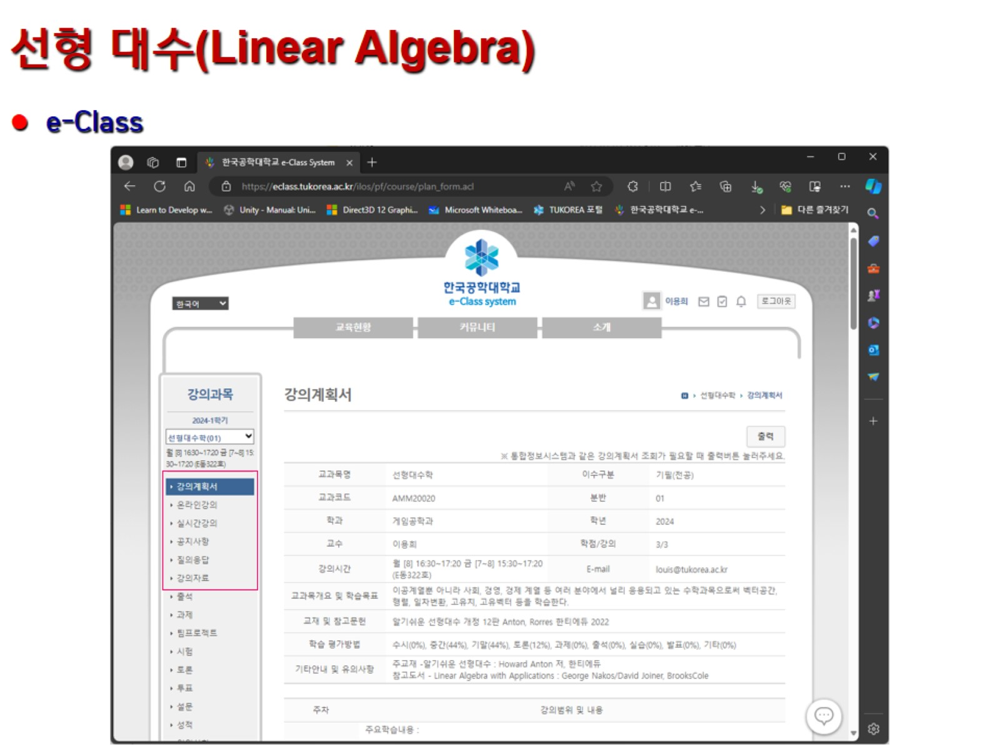 선형 대수(Linear Algebra)
e-Class
한국공학대학교 e-Class System
https://eclass.tukorea.ac.kr/ilos/pf/course/plan_form.acl
Learn to Develop w... Unity - Manual: Uni... Direct3D 12 Graphi... Microsoft Whiteboa... TUKOREA 포털 한국공학대학교 e-... 다른 즐겨찾기
한국공학대학교
e-Class system
한국어 이용희 로그아웃
교육현황 커뮤니티 소개
강의과목
2024-1학기
선형대수학(01)
월 [8] 16:30~17:20 금 [7~8] 15:
30~17:20 (E동322호)
강의계획서
온라인강의
실시간강의
공지사항
질의응답
강의자료
출석
과제
팀프로젝트
시험
토론
투표
설문
성적
강의계획서
선형대수학 › 강의계획서
출력
※ 통합정보시스템과 같은 강의계획서 조회가 필요할 때 출력버튼 눌러주세요.
교과목명 선형대수학 이수구분 기필(전공)
교과코드 AMM20020 분반 01
학과 게임공학과 학년 2024
교수 이용희 학점/강의 3/3
강의시간 월 [8] 16:30~17:20 금 [7~8] 15:30~17:20
(E동322호) E-mail louis@tukorea.ac.kr
교과목개요 및 학습목표 이공계열뿐 아니라 사회, 경영, 경제 계열 등 여러 분야에서 널리 응용되고 있는 수학과목으로써 벡터공간,
행렬, 일차변환, 고유치, 고유벡터 등을 학습한다.
교재 및 참고문헌 알기쉬운 선형대수 개정 12판 Anton, Rorres 한티에듀 2022
학습 평가방법 수시(0%), 중간(44%), 기말(44%), 토론(12%), 과제(0%), 출석(0%), 실습(0%), 발표(0%), 기타(0%)
기타안내 및 유의사항 주교재 -알기쉬운 선형대수 : Howard Anton 저, 한티에듀
참고도서 - Linear Algebra with Applications : George Nakos/David Joiner, BrooksCole
주차 강의범위 및 내용
주요학습내용 :